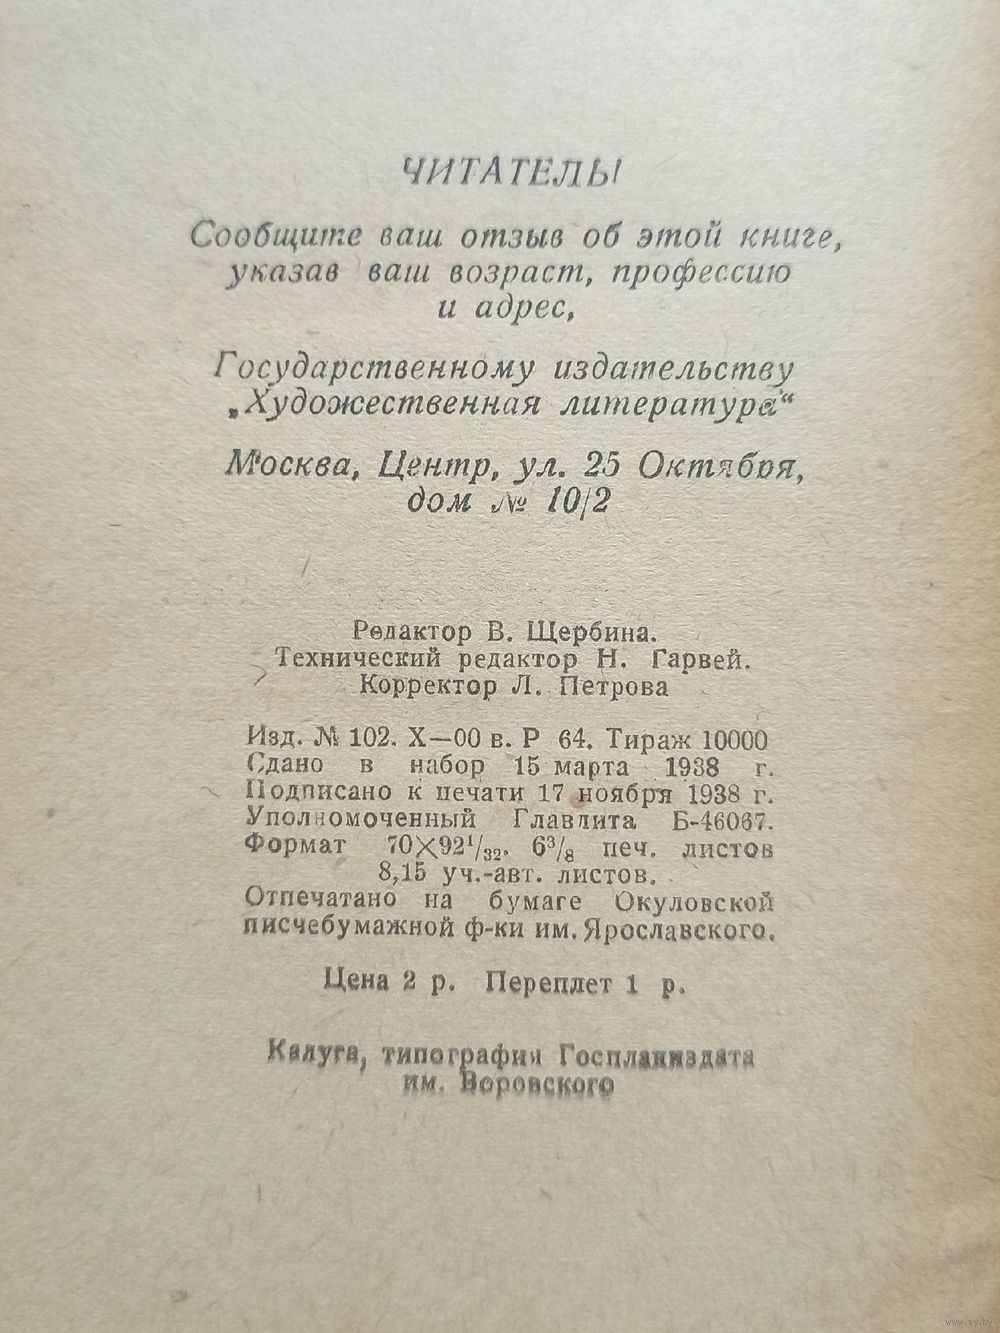 ЧИТАТЕЛЬ!
Сообщите ваш отзыв об этой книге,
указав ваш возраст, профессию
и адрес,
Государственному издательству
„Художественная литература“
Москва, Центр, ул. 25 Октября,
дом № 10/2
Редактор В. Щербина.
Технический редактор Н. Гарвей.
Корректор Л. Петрова
Изд. № 102. Х—00 в. Р 64. Тираж 10000
Сдано в набор 15 марта 1938 г.
Подписано к печати 17 ноября 1938 г.
Уполномоченный Главлита Б-46067.
Формат 70×92¹/₃₂. 6³/₈ печ. листов
8,15 уч.-авт. листов.
Отпечатано на бумаге Окуловской
писчебумажной ф-ки им. Ярославского.
Цена 2 р. Переплет 1 р.
Калуга, типография Госпланиздата
им. Воровского
www.ay.by